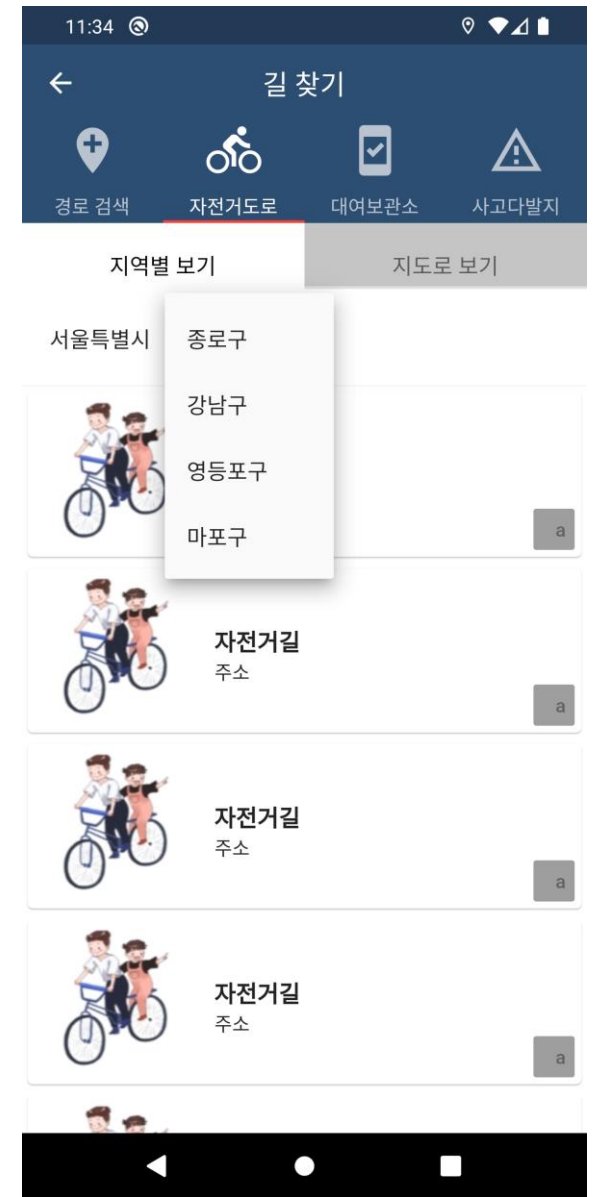 11:34
길 찾기
경로 검색 자전거도로 대여보관소 사고다발지
지역별 보기 지도로 보기
서울특별시 종로구
강남구
영등포구
마포구
a
자전거길
주소
a
자전거길
주소
a
자전거길
주소
a